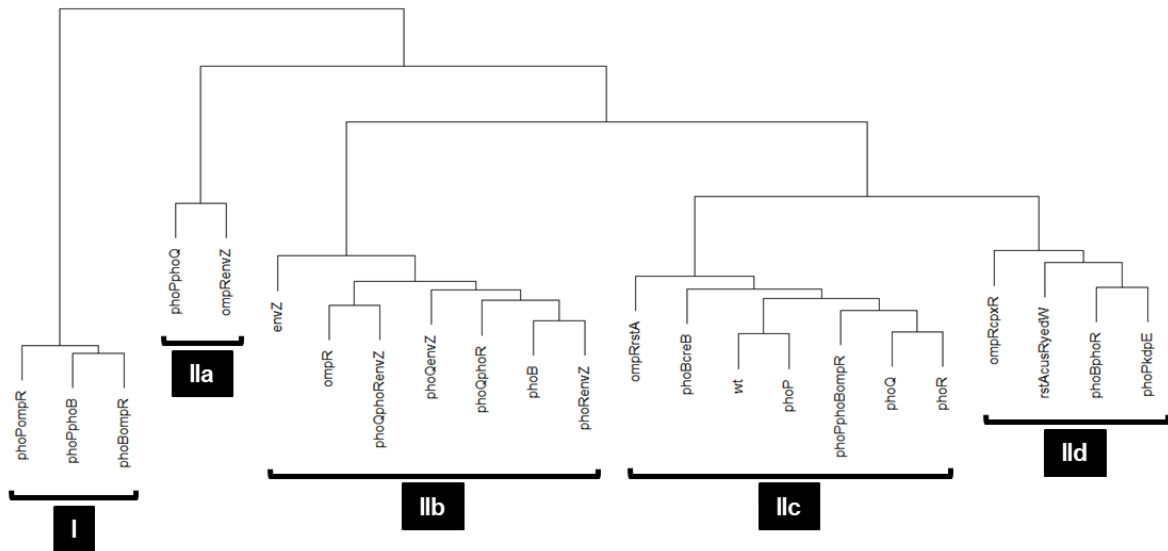 phoPompR
phoPphoB
phoBompR
I
phoPphoQ
ompRenvZ
IIa
envZ
ompR
phoQphoRenvZ
phoQenvZ
phoQphoR
phoB
phoRenvZ
IIb
ompRrstA
phoBcreB
wt
phoP
phoPphoBompR
phoQ
phoR
IIc
ompRcpxR
rstAcusRyedW
phoBphoR
phoPkdpE
IId